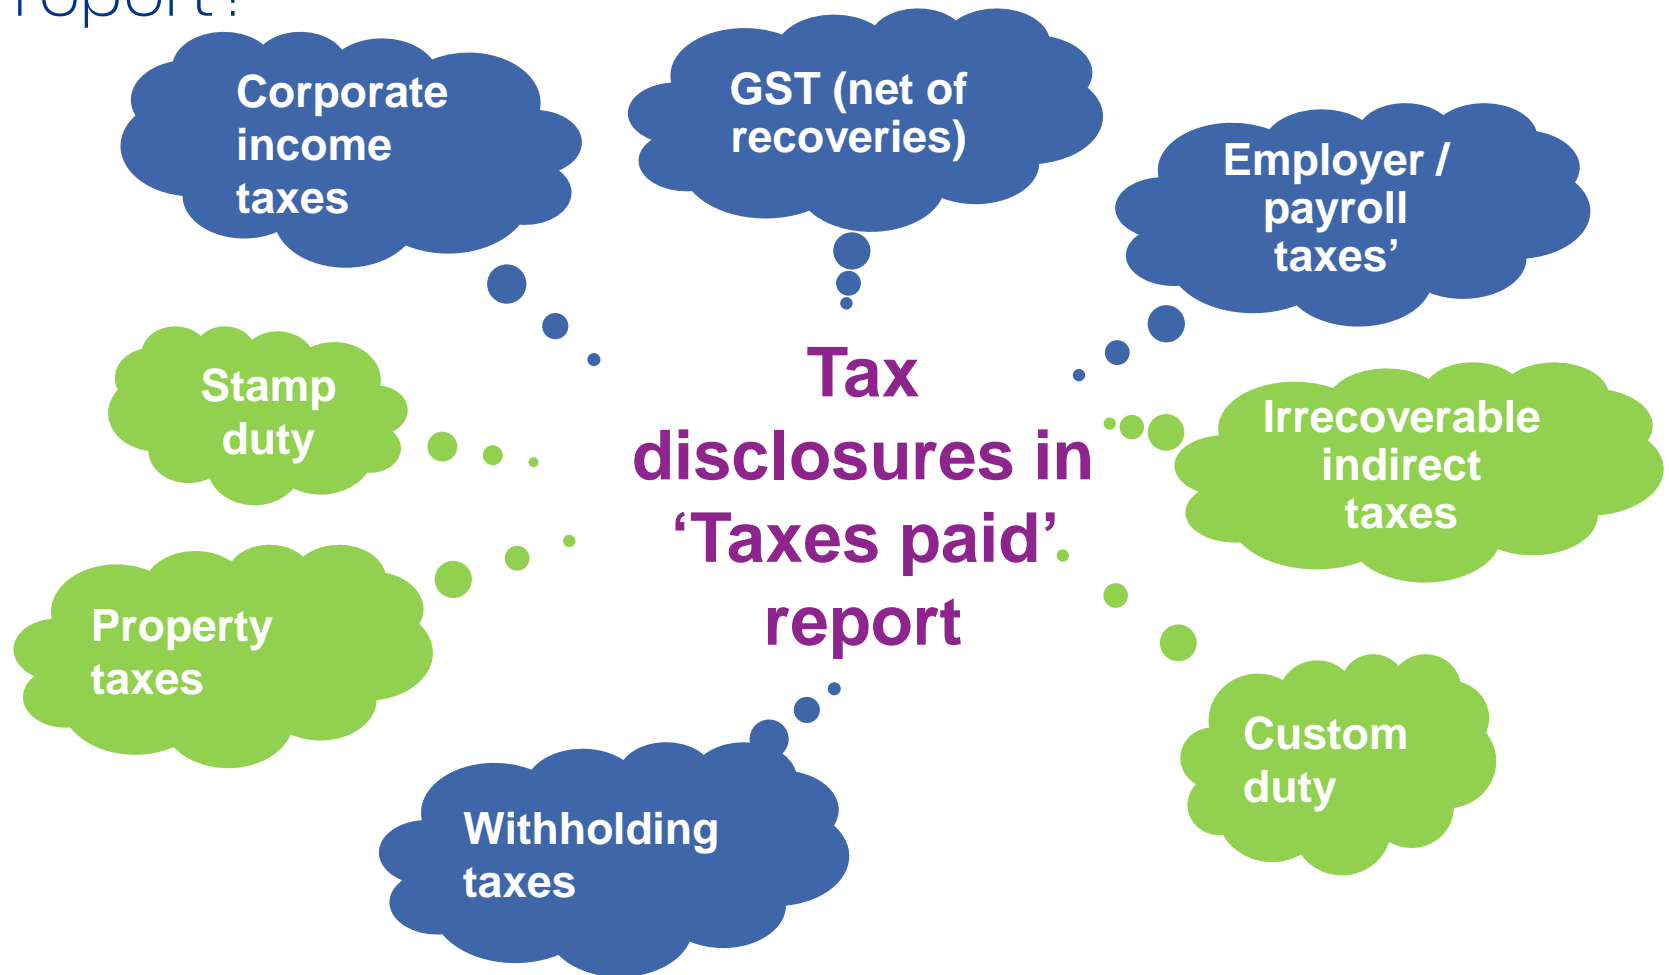 report?
Corporate
income
taxes
GST (net of
recoveries)
Employer /
payroll
taxes’
Stamp
duty
Tax
disclosures in
‘Taxes paid’
report
Irrecoverable
indirect
taxes
Property
taxes
Custom
duty
Withholding
taxes